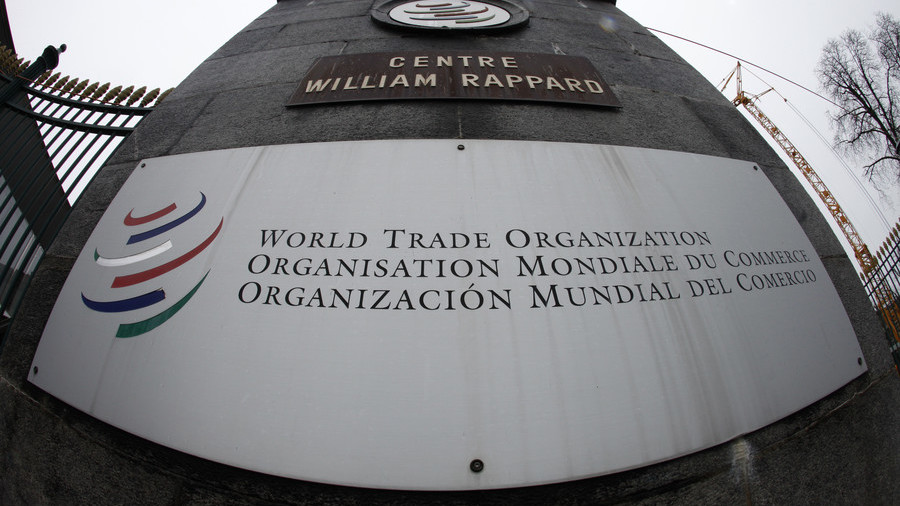 CENTRE
WILLIAM RAPPARD
WORLD TRADE ORGANIZATION
ORGANISATION MONDIALE DU COMMERCE
ORGANIZACIÓN MUNDIAL DEL COMERCIO